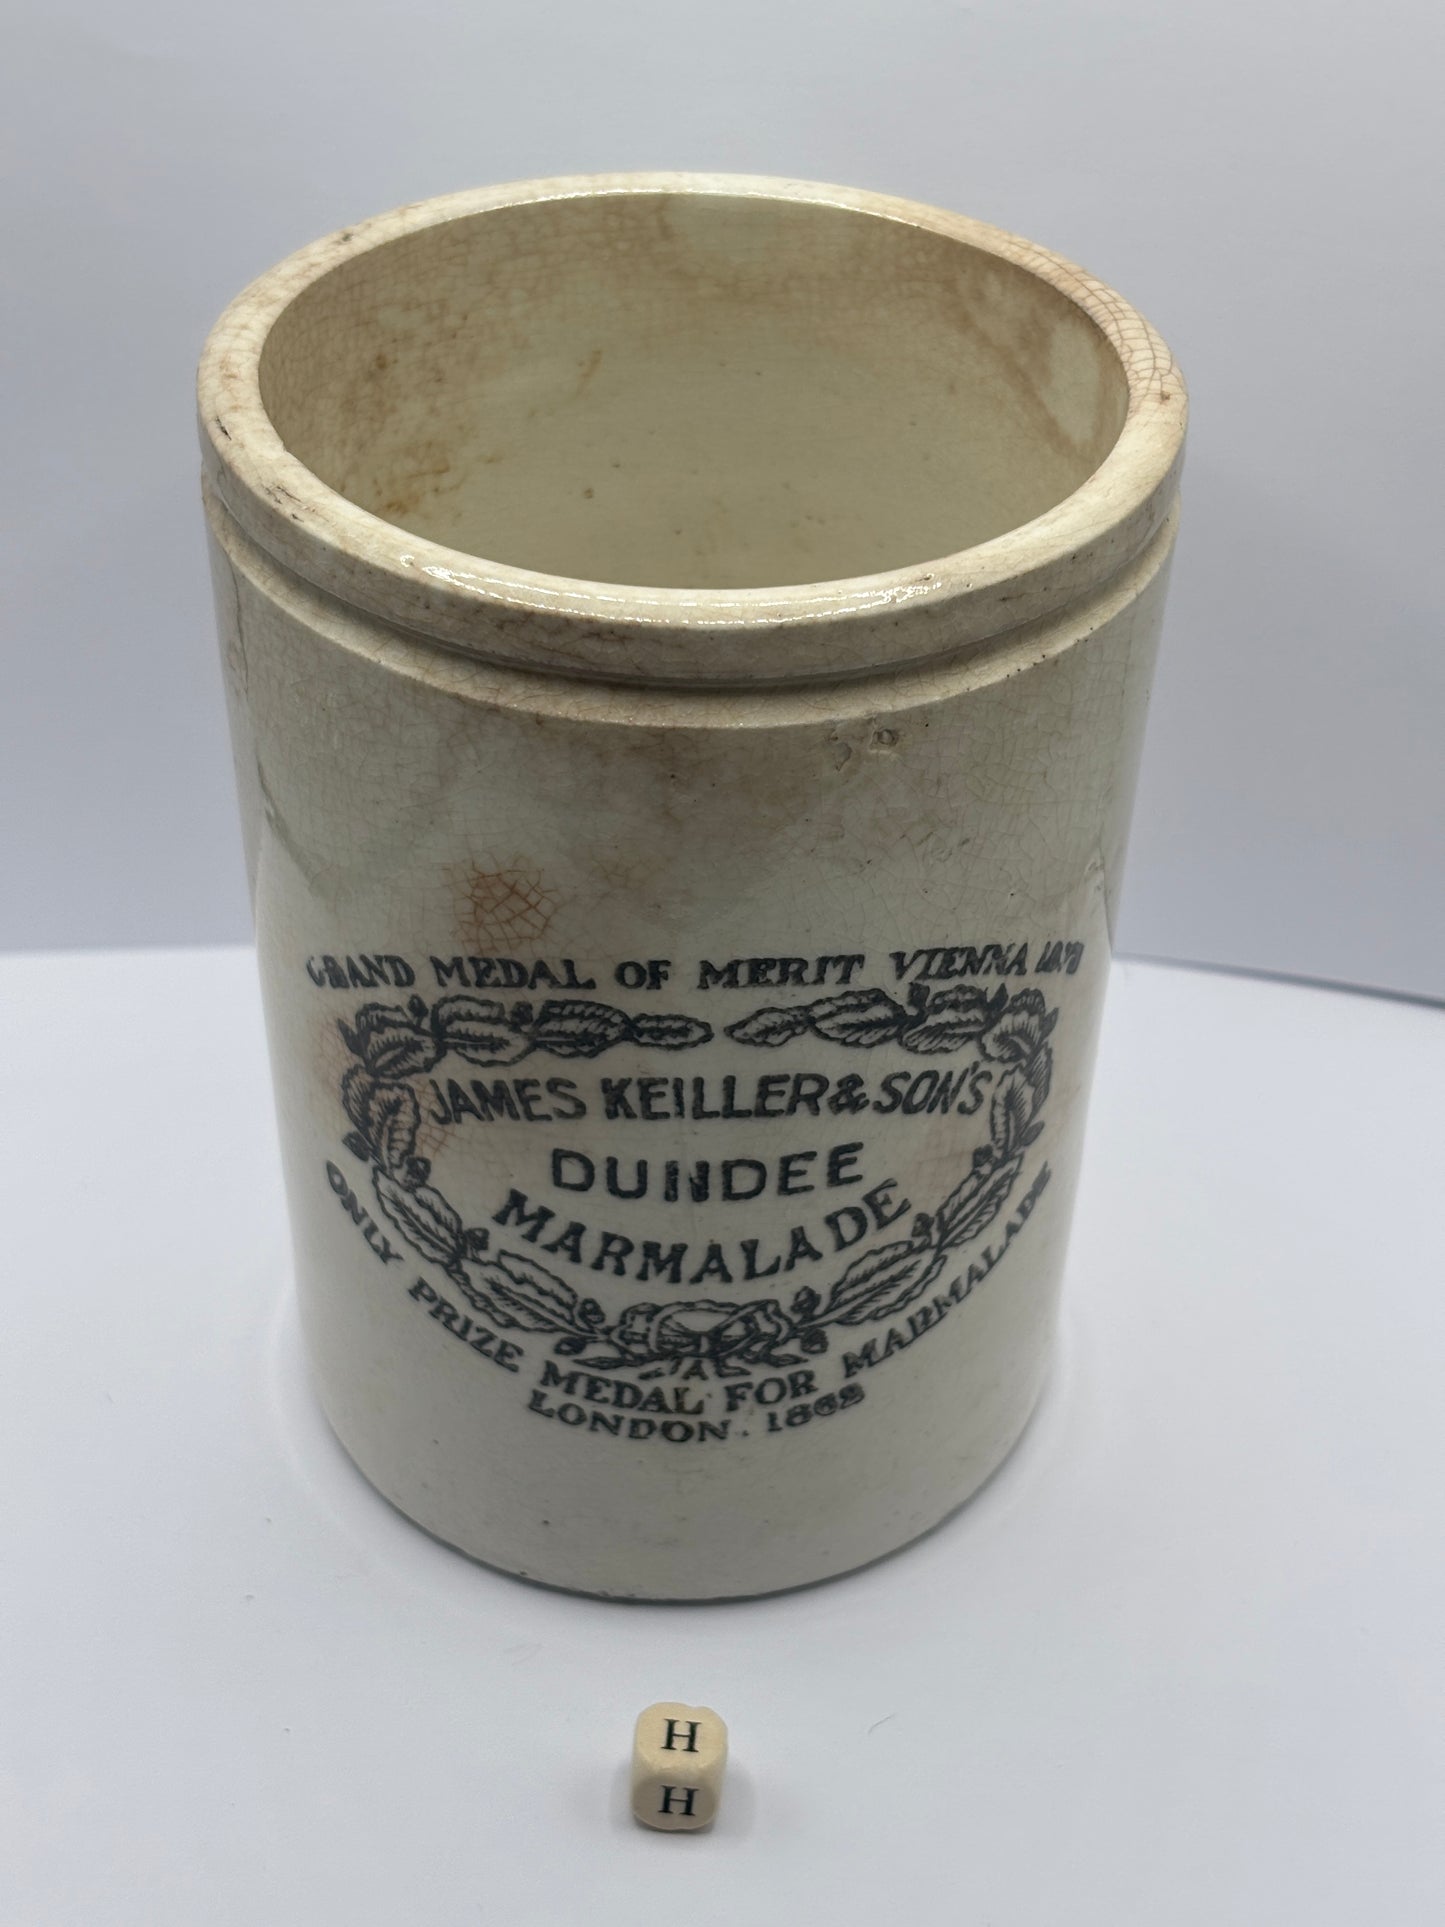 GRAND MEDAL OF MERIT VIENNA 1873
JAMES KEILLER & SON'S
DUNDEE
MARMALADE
ONLY PRIZE MEDAL FOR MARMALADE
LONDON. 1862
A
H
H